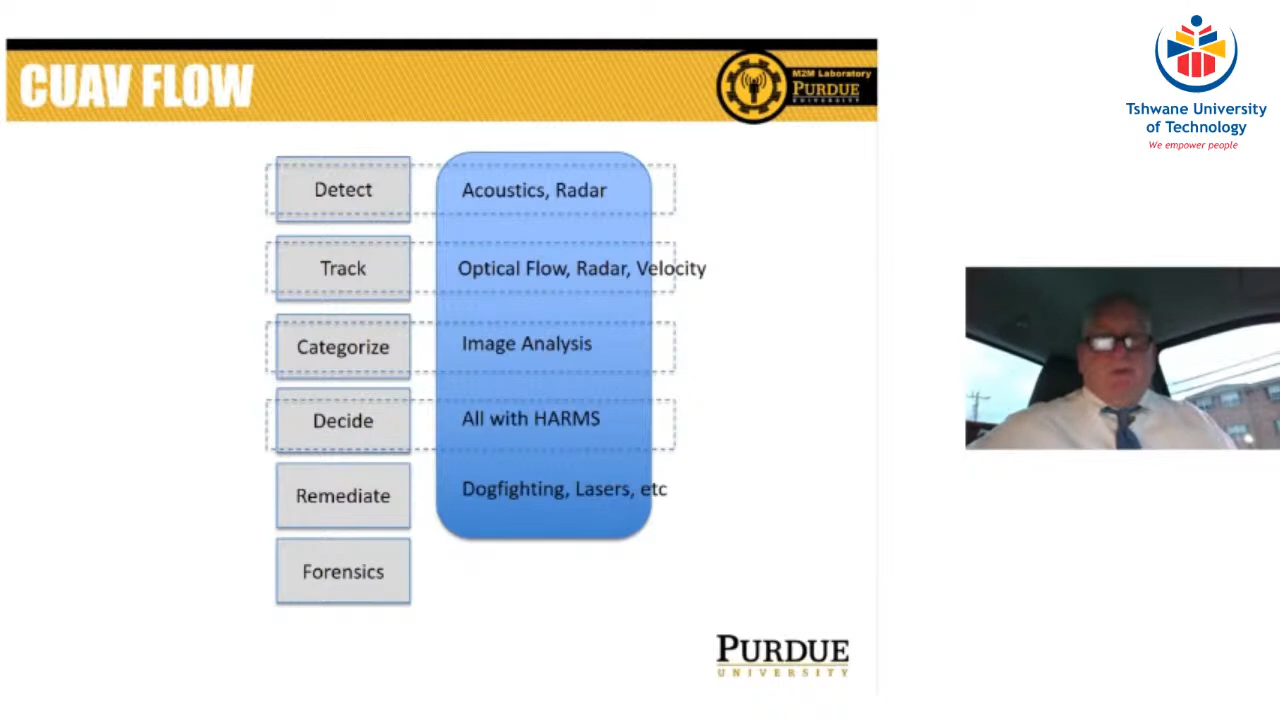 CUAV FLOW
M2M Laboratory
PURDUE
UNIVERSITY
Tshwane University
of Technology
We empower people
Detect
Acoustics, Radar
Track
Optical Flow, Radar, Velocity
Categorize
Image Analysis
Decide
All with HARMS
Remediate
Dogfighting, Lasers, etc
Forensics
PURDUE
UNIVERSITY